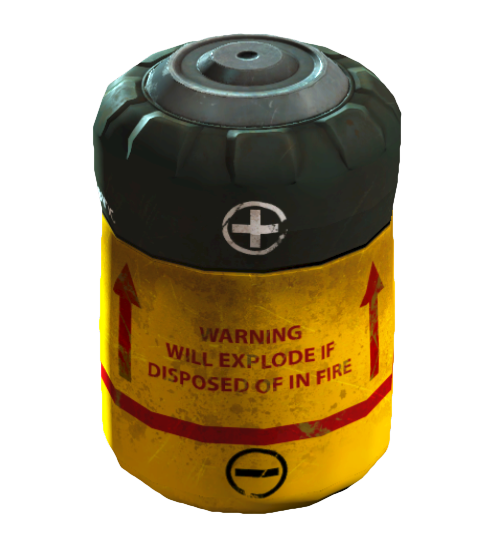 WARNING
WILL EXPLODE IF
DISPOSED OF IN FIRE